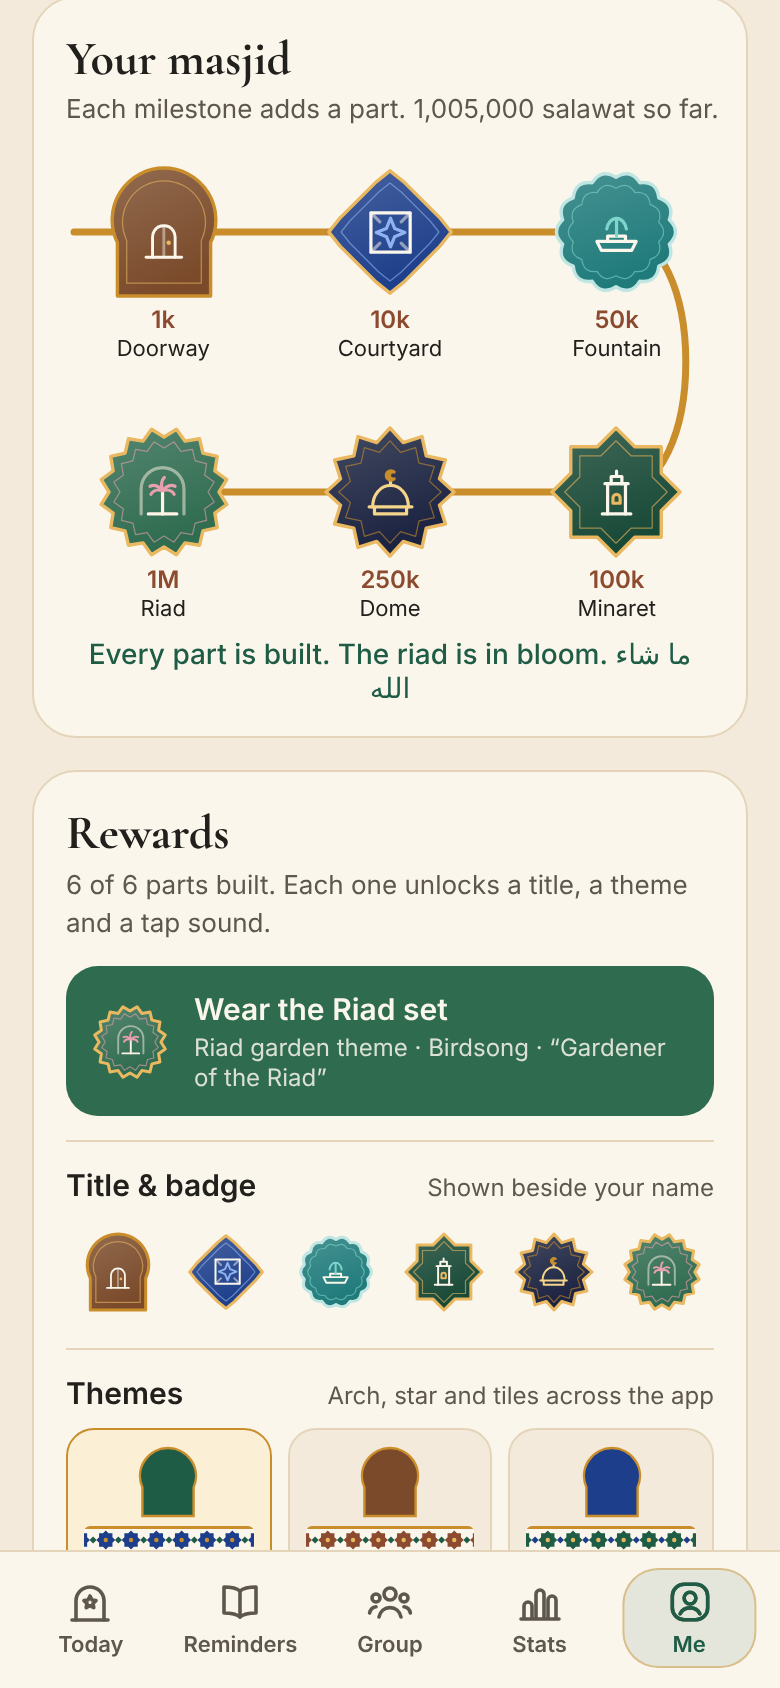 Your masjid
Each milestone adds a part. 1,005,000 salawat so far.
1k
Doorway
10k
Courtyard
50k
Fountain
1M
Riad
250k
Dome
100k
Minaret
Every part is built. The riad is in bloom. ما شاء
الله
Rewards
6 of 6 parts built. Each one unlocks a title, a theme
and a tap sound.
Wear the Riad set
Riad garden theme · Birdsong · “Gardener
of the Riad”
Title & badge
Shown beside your name
Themes
Arch, star and tiles across the app
Today
Reminders
Group
Stats
Me